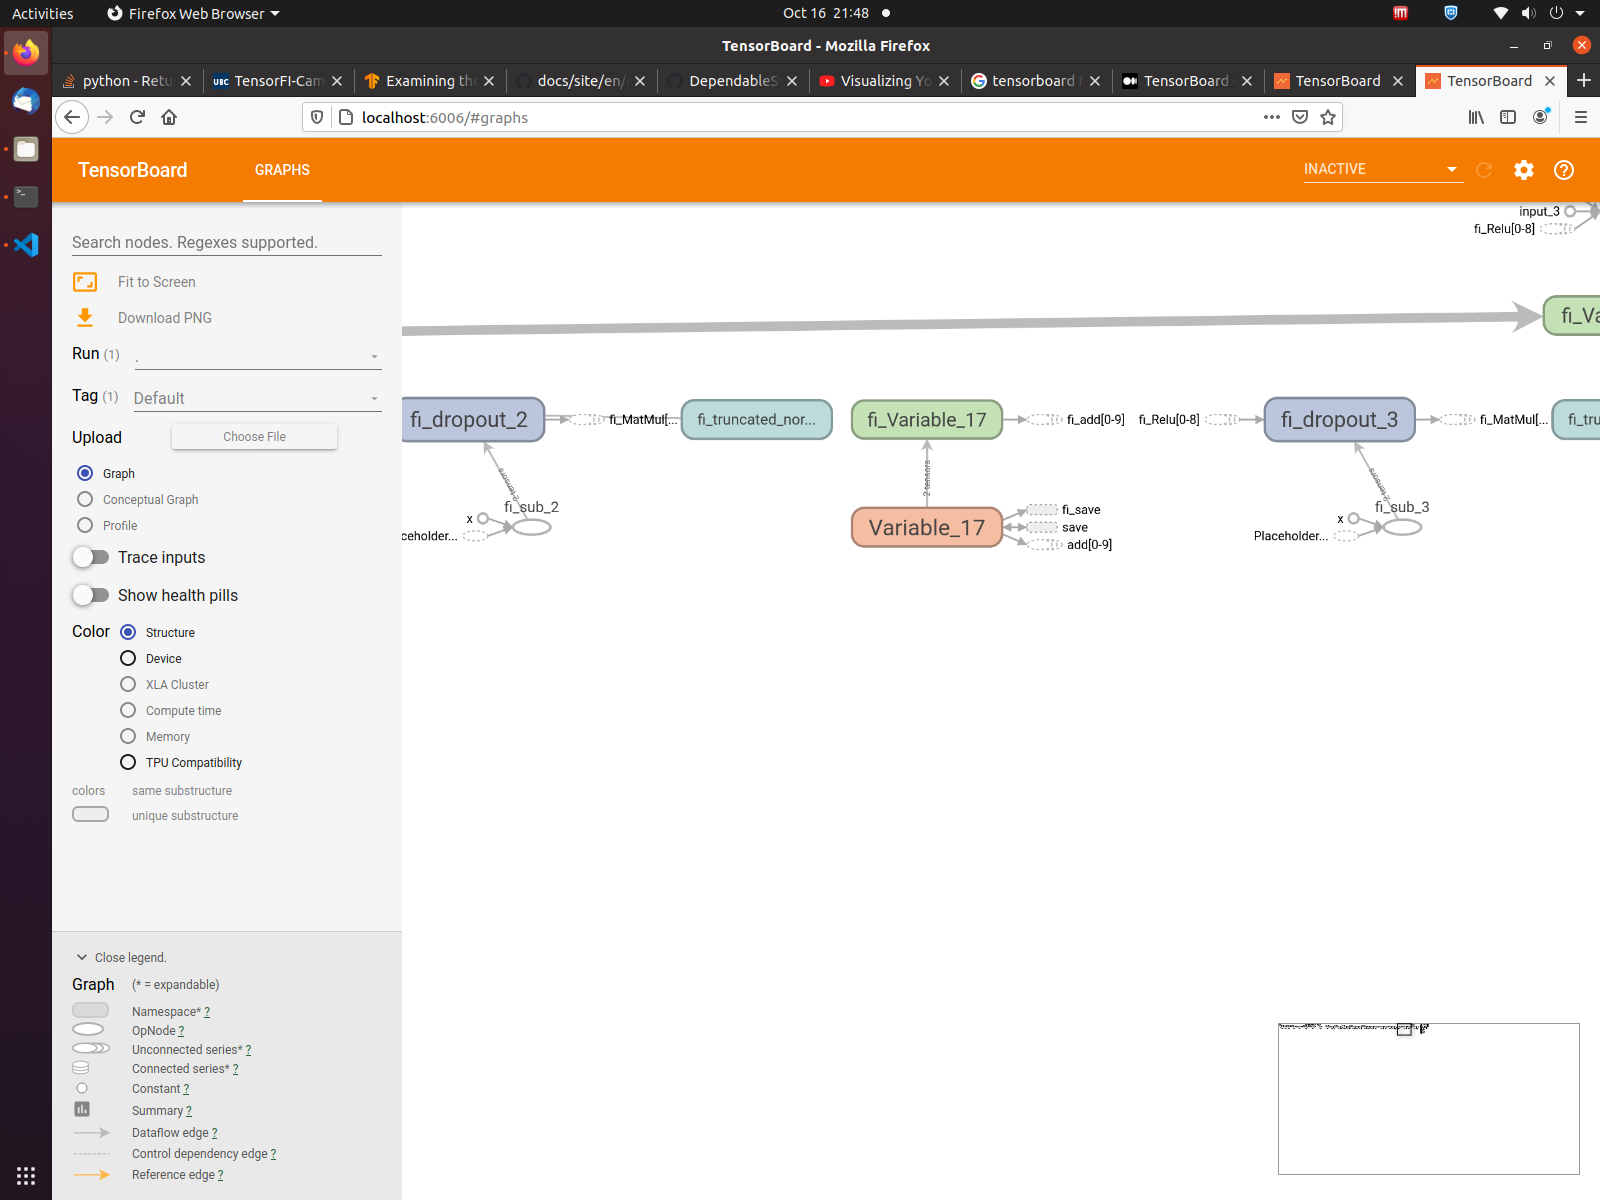 Activities Firefox Web Browser Oct 16 21:48
TensorBoard - Mozilla Firefox
python - Retu UBC TensorFI-Cam Examining the docs/site/en/ DependableS Visualizing Yo tensorboard TensorBoard - TensorBoard TensorBoard
localhost:6006/#graphs
TensorBoard GRAPHS INACTIVE
Search nodes. Regexes supported.
Fit to Screen
Download PNG
Run (1) .
Tag (1) Default
Upload Choose File
Graph
Conceptual Graph
Profile
Trace inputs
Show health pills
Color Structure
Device
XLA Cluster
Compute time
Memory
TPU Compatibility
colors same substructure
unique substructure
Close legend.
Graph (* = expandable)
Namespace* ?
OpNode ?
Unconnected series* ?
Connected series* ?
Constant ?
Summary ?
Dataflow edge ?
Control dependency edge ?
Reference edge ?
input_3
fi_Relu[0-8]
fi_Va
fi_dropout_2 fi_MatMul[... fi_truncated_nor... fi_Variable_17 fi_add[0-9] fi_Relu[0-8] fi_dropout_3 fi_MatMul[... fi_tru
2 tensors 2 tensors 2 tensors
fi_sub_2 fi_sub_3
x x
ceholder... Placeholder...
Variable_17
fi_save
save
add[0-9]